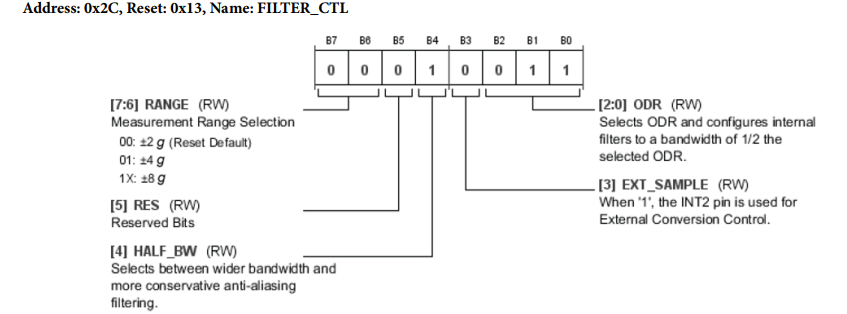 Address: 0x2C, Reset: 0x13, Name: FILTER_CTL
B7 B6 B5 B4 B3 B2 B1 B0
0 0 0 1 0 0 1 1
[7:6] RANGE (RW)
Measurement Range Selection
00: ±2 g (Reset Default)
01: ±4 g
1X: ±8 g
[5] RES (RW)
Reserved Bits
[4] HALF_BW (RW)
Selects between wider bandwidth and
more conservative anti-aliasing
filtering.
[2:0] ODR (RW)
Selects ODR and configures internal
filters to a bandwidth of 1/2 the
selected ODR.
[3] EXT_SAMPLE (RW)
When '1', the INT2 pin is used for
External Conversion Control.